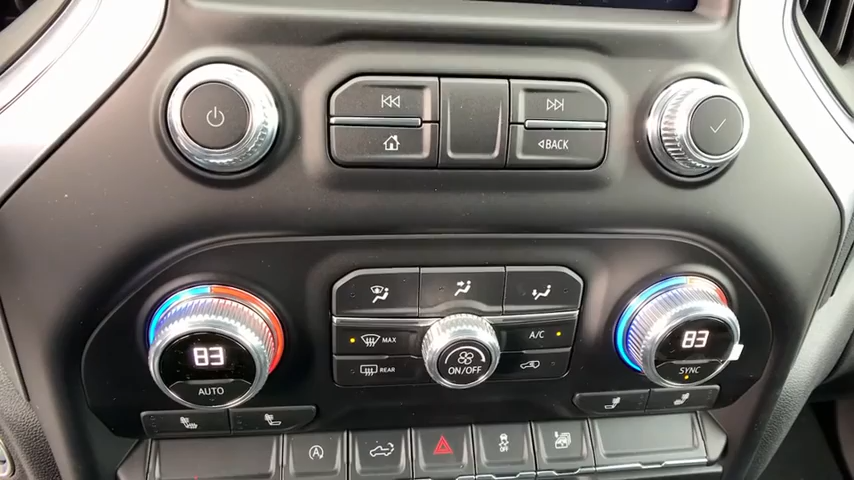 BACK
MAX
A/C
83
ON/OFF
83
REAR
AUTO
SYNC
A
OFF